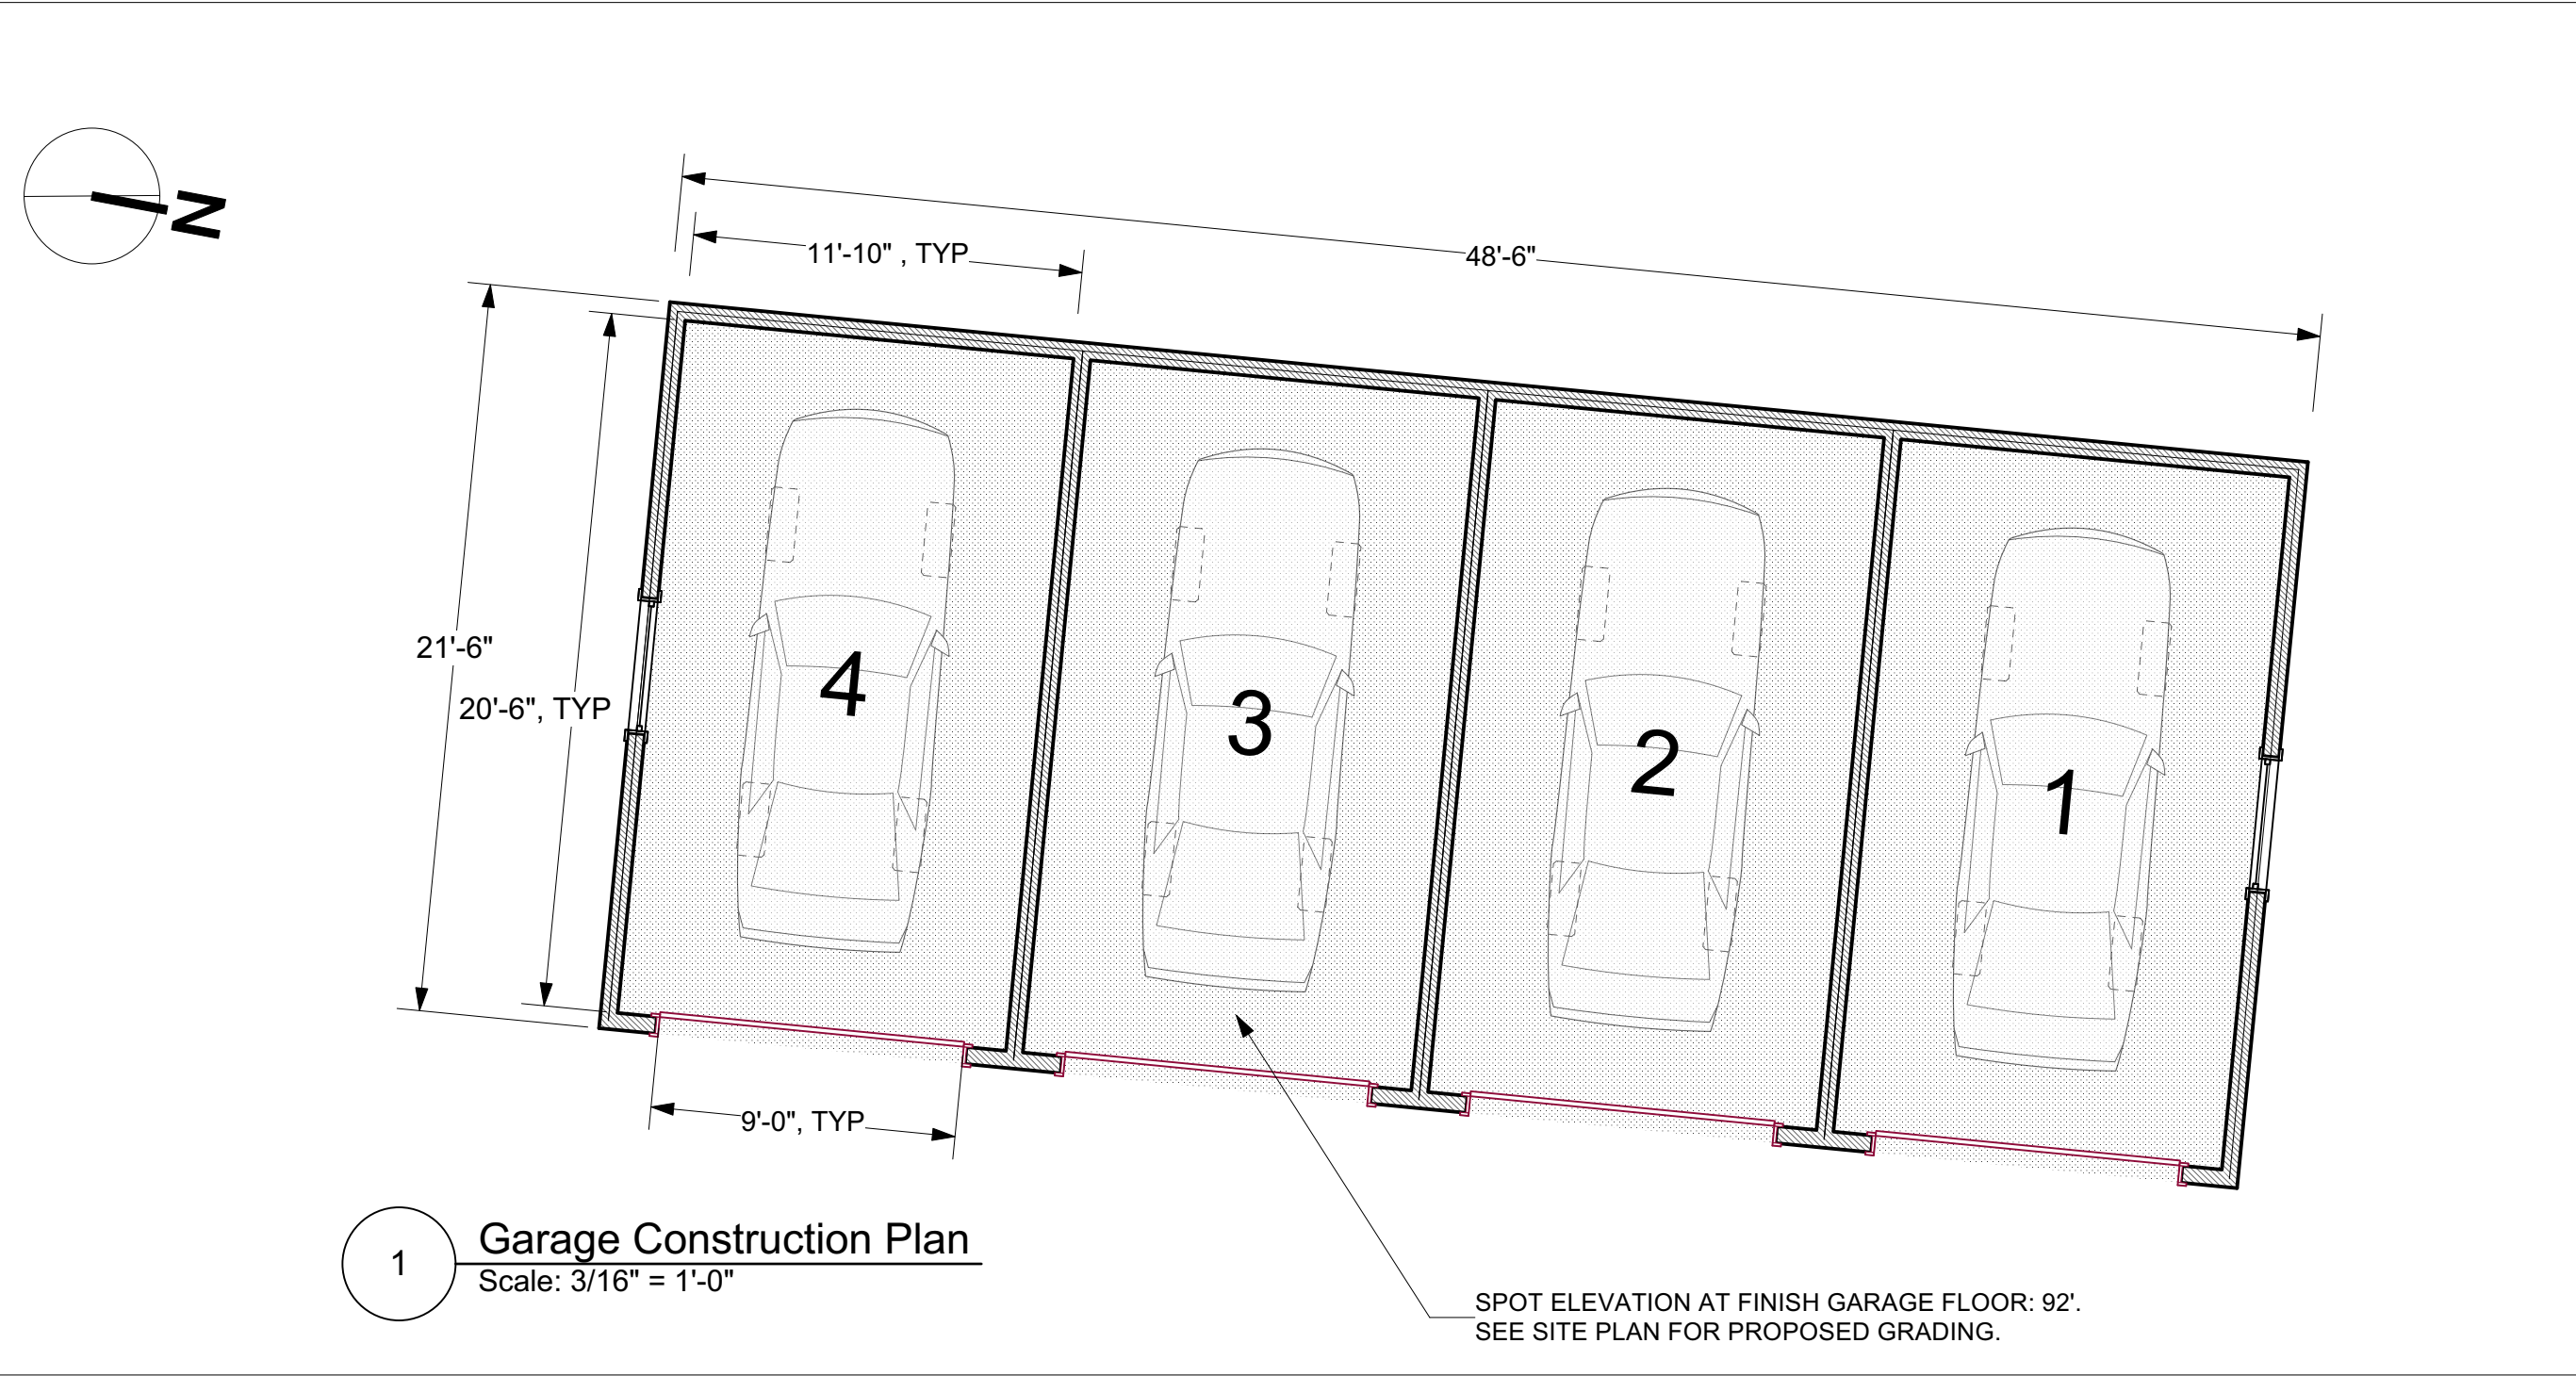 N
48'-6"
11'-10" , TYP
21'-6"
20'-6", TYP
4
3
2
1
9'-0", TYP
1
Garage Construction Plan
Scale: 3/16" = 1'-0"
SPOT ELEVATION AT FINISH GARAGE FLOOR: 92'.
SEE SITE PLAN FOR PROPOSED GRADING.